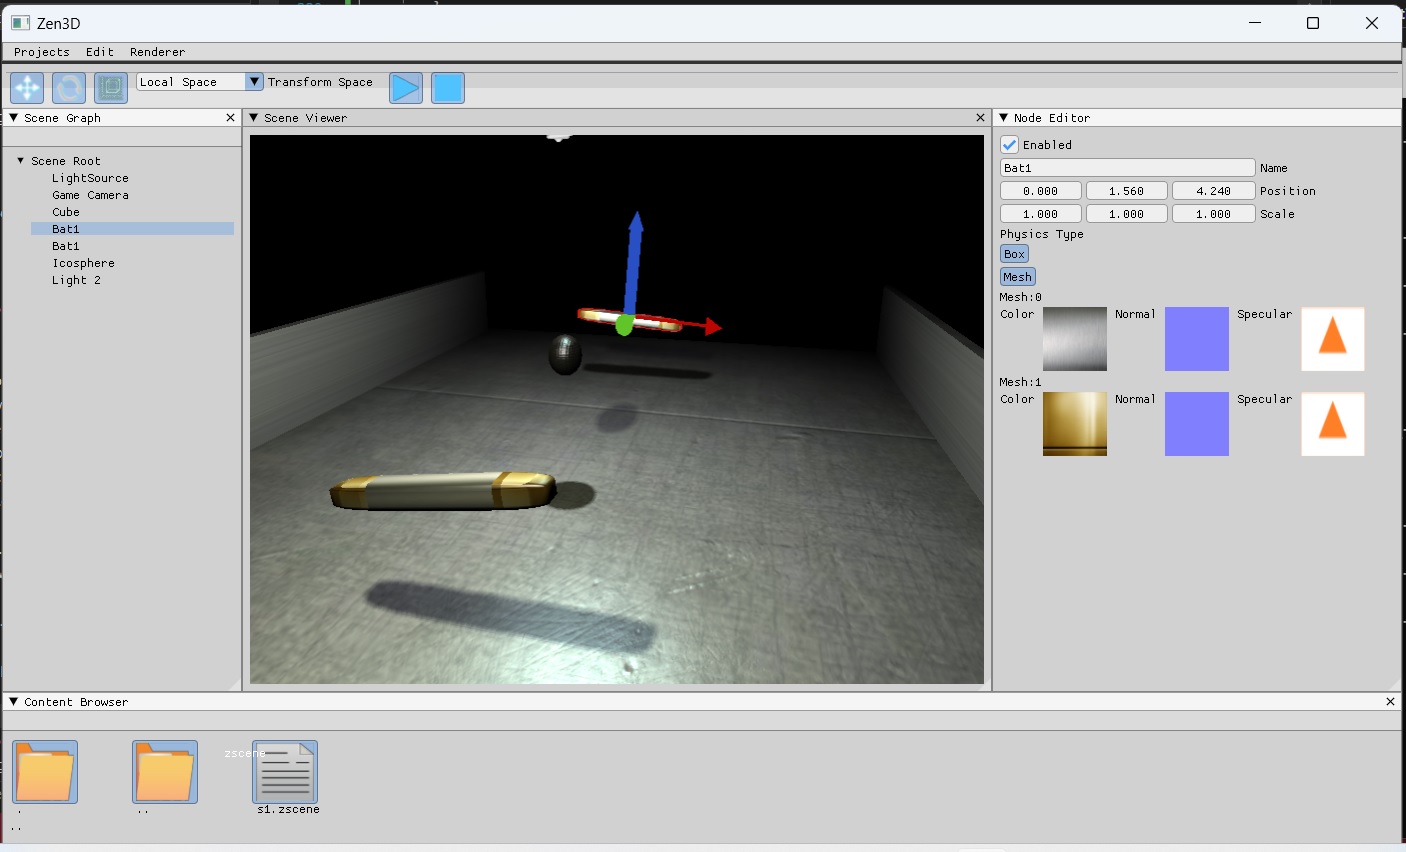 Zen3D
Projects Edit Renderer
Local Space Transform Space
Scene Graph
Scene Root
LightSource
Game Camera
Cube
Bat1
Bat1
Icosphere
Light 2
Scene Viewer
Node Editor
Enabled
Bat1 Name
0.000 1.560 4.240 Position
1.000 1.000 1.000 Scale
Physics Type
Box
Mesh
Mesh:0
Color Normal Specular
Mesh:1
Color Normal Specular
Content Browser
zscene
. .. s1.zscene
..